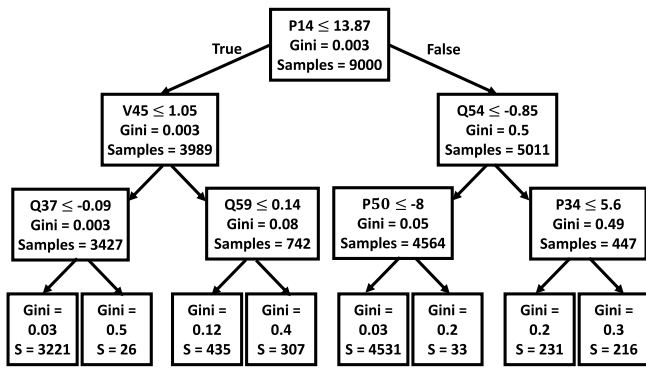 P14 ≤ 13.87
Gini = 0.003
Samples = 9000
True
False
V45 ≤ 1.05
Gini = 0.003
Samples = 3989
Q54 ≤ -0.85
Gini = 0.5
Samples = 5011
Q37 ≤ -0.09
Gini = 0.003
Samples = 3427
Q59 ≤ 0.14
Gini = 0.08
Samples = 742
P50 ≤ -8
Gini = 0.05
Samples = 4564
P34 ≤ 5.6
Gini = 0.49
Samples = 447
Gini =
0.03
S = 3221
Gini =
0.5
S = 26
Gini =
0.12
S = 435
Gini =
0.4
S = 307
Gini =
0.03
S = 4531
Gini =
0.2
S = 33
Gini =
0.2
S = 231
Gini =
0.3
S = 216